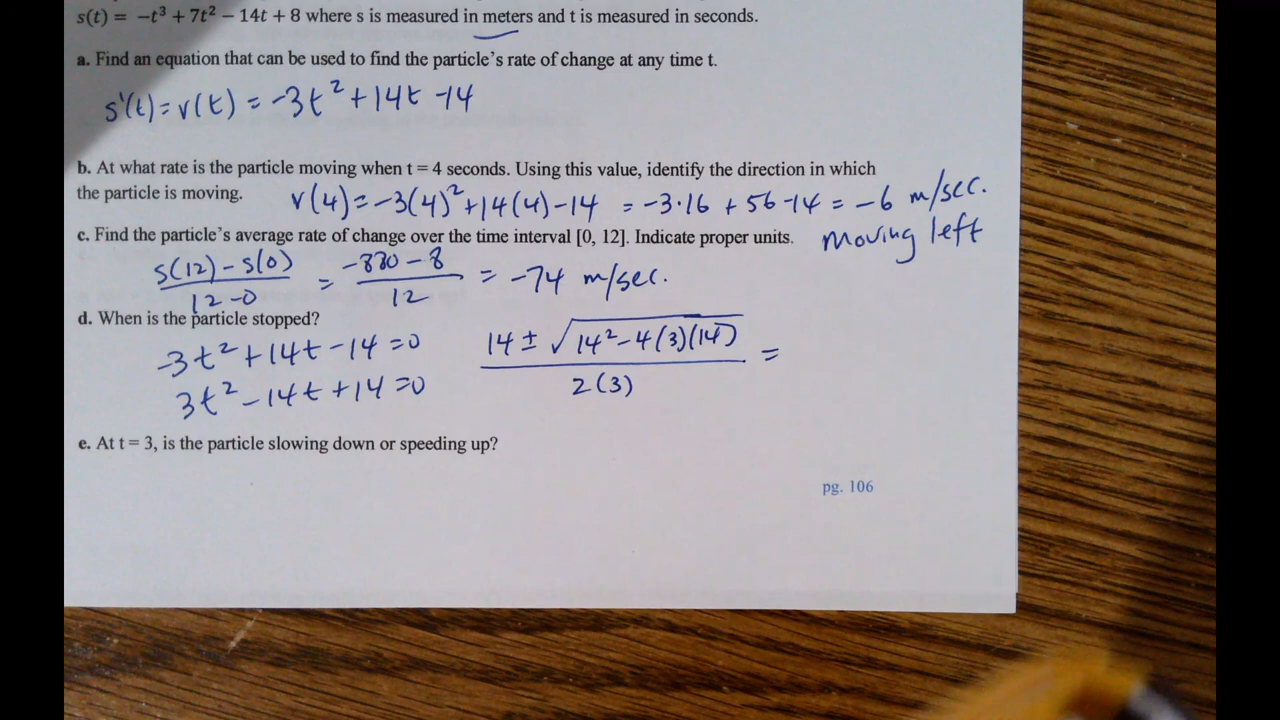 s(t) = −t³ + 7t² − 14t + 8 where s is measured in meters and t is measured in seconds.
a. Find an equation that can be used to find the particle's rate of change at any time t.
s'(t) = v(t) = -3t² + 14t - 14
b. At what rate is the particle moving when t = 4 seconds. Using this value, identify the direction in which
the particle is moving. v(4) = -3(4)² + 14(4) - 14 = -3·16 + 56 - 14 = -6 m/sec.
moving left
c. Find the particle's average rate of change over the time interval [0, 12]. Indicate proper units.
s(12) - s(0) / 12 - 0 = -880 - 8 / 12 = -74 m/sec.
d. When is the particle stopped?
-3t² + 14t - 14 = 0
3t² - 14t + 14 = 0
14 ± √(14² - 4(3)(14)) / 2(3) =
e. At t = 3, is the particle slowing down or speeding up?
pg. 106